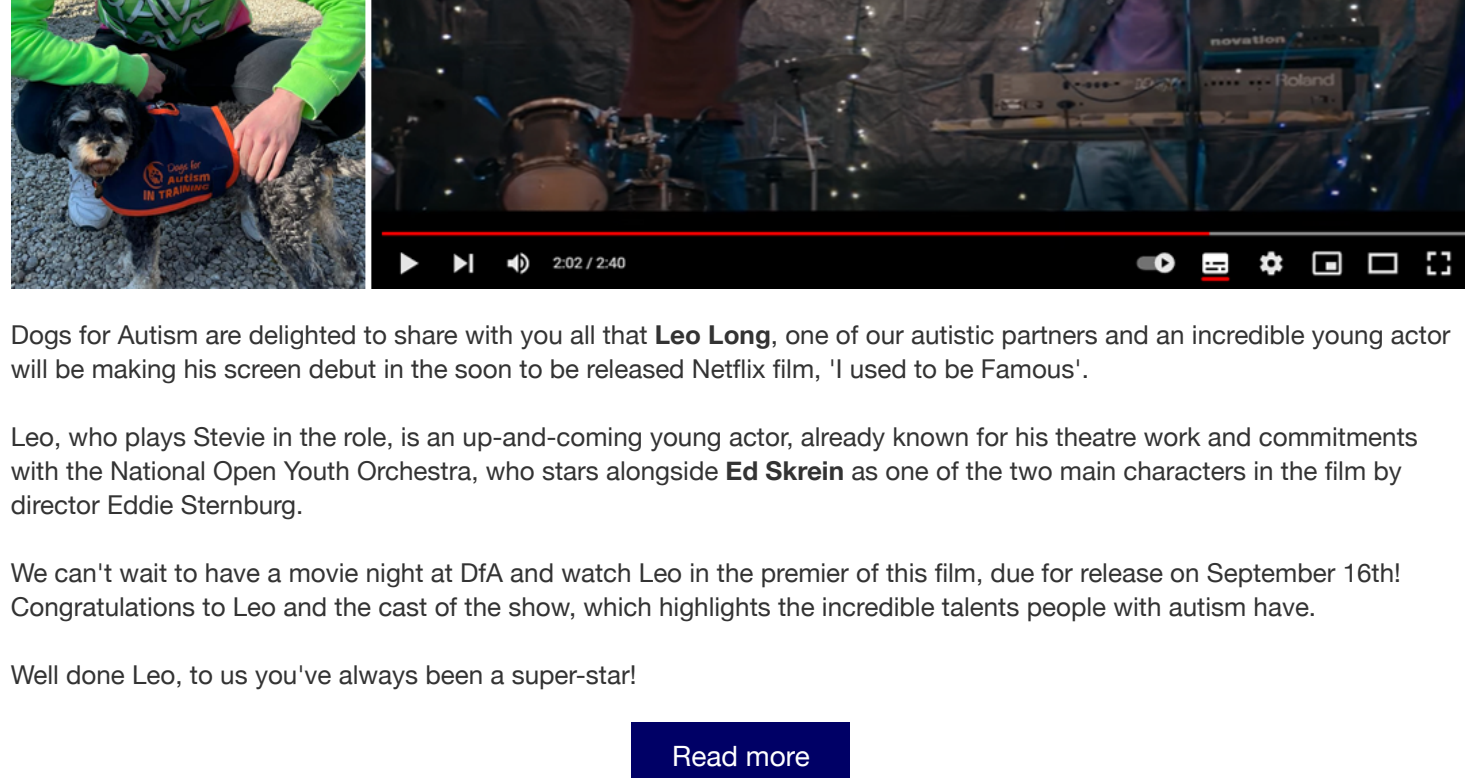 novation
Roland
Dogs for
Autism
IN TRAINING
2:02 / 2:40
Dogs for Autism are delighted to share with you all that Leo Long, one of our autistic partners and an incredible young actor
will be making his screen debut in the soon to be released Netflix film, 'I used to be Famous'.
Leo, who plays Stevie in the role, is an up-and-coming young actor, already known for his theatre work and commitments
with the National Open Youth Orchestra, who stars alongside Ed Skrein as one of the two main characters in the film by
director Eddie Sternburg.
We can't wait to have a movie night at DfA and watch Leo in the premier of this film, due for release on September 16th!
Congratulations to Leo and the cast of the show, which highlights the incredible talents people with autism have.
Well done Leo, to us you've always been a super-star!
Read more